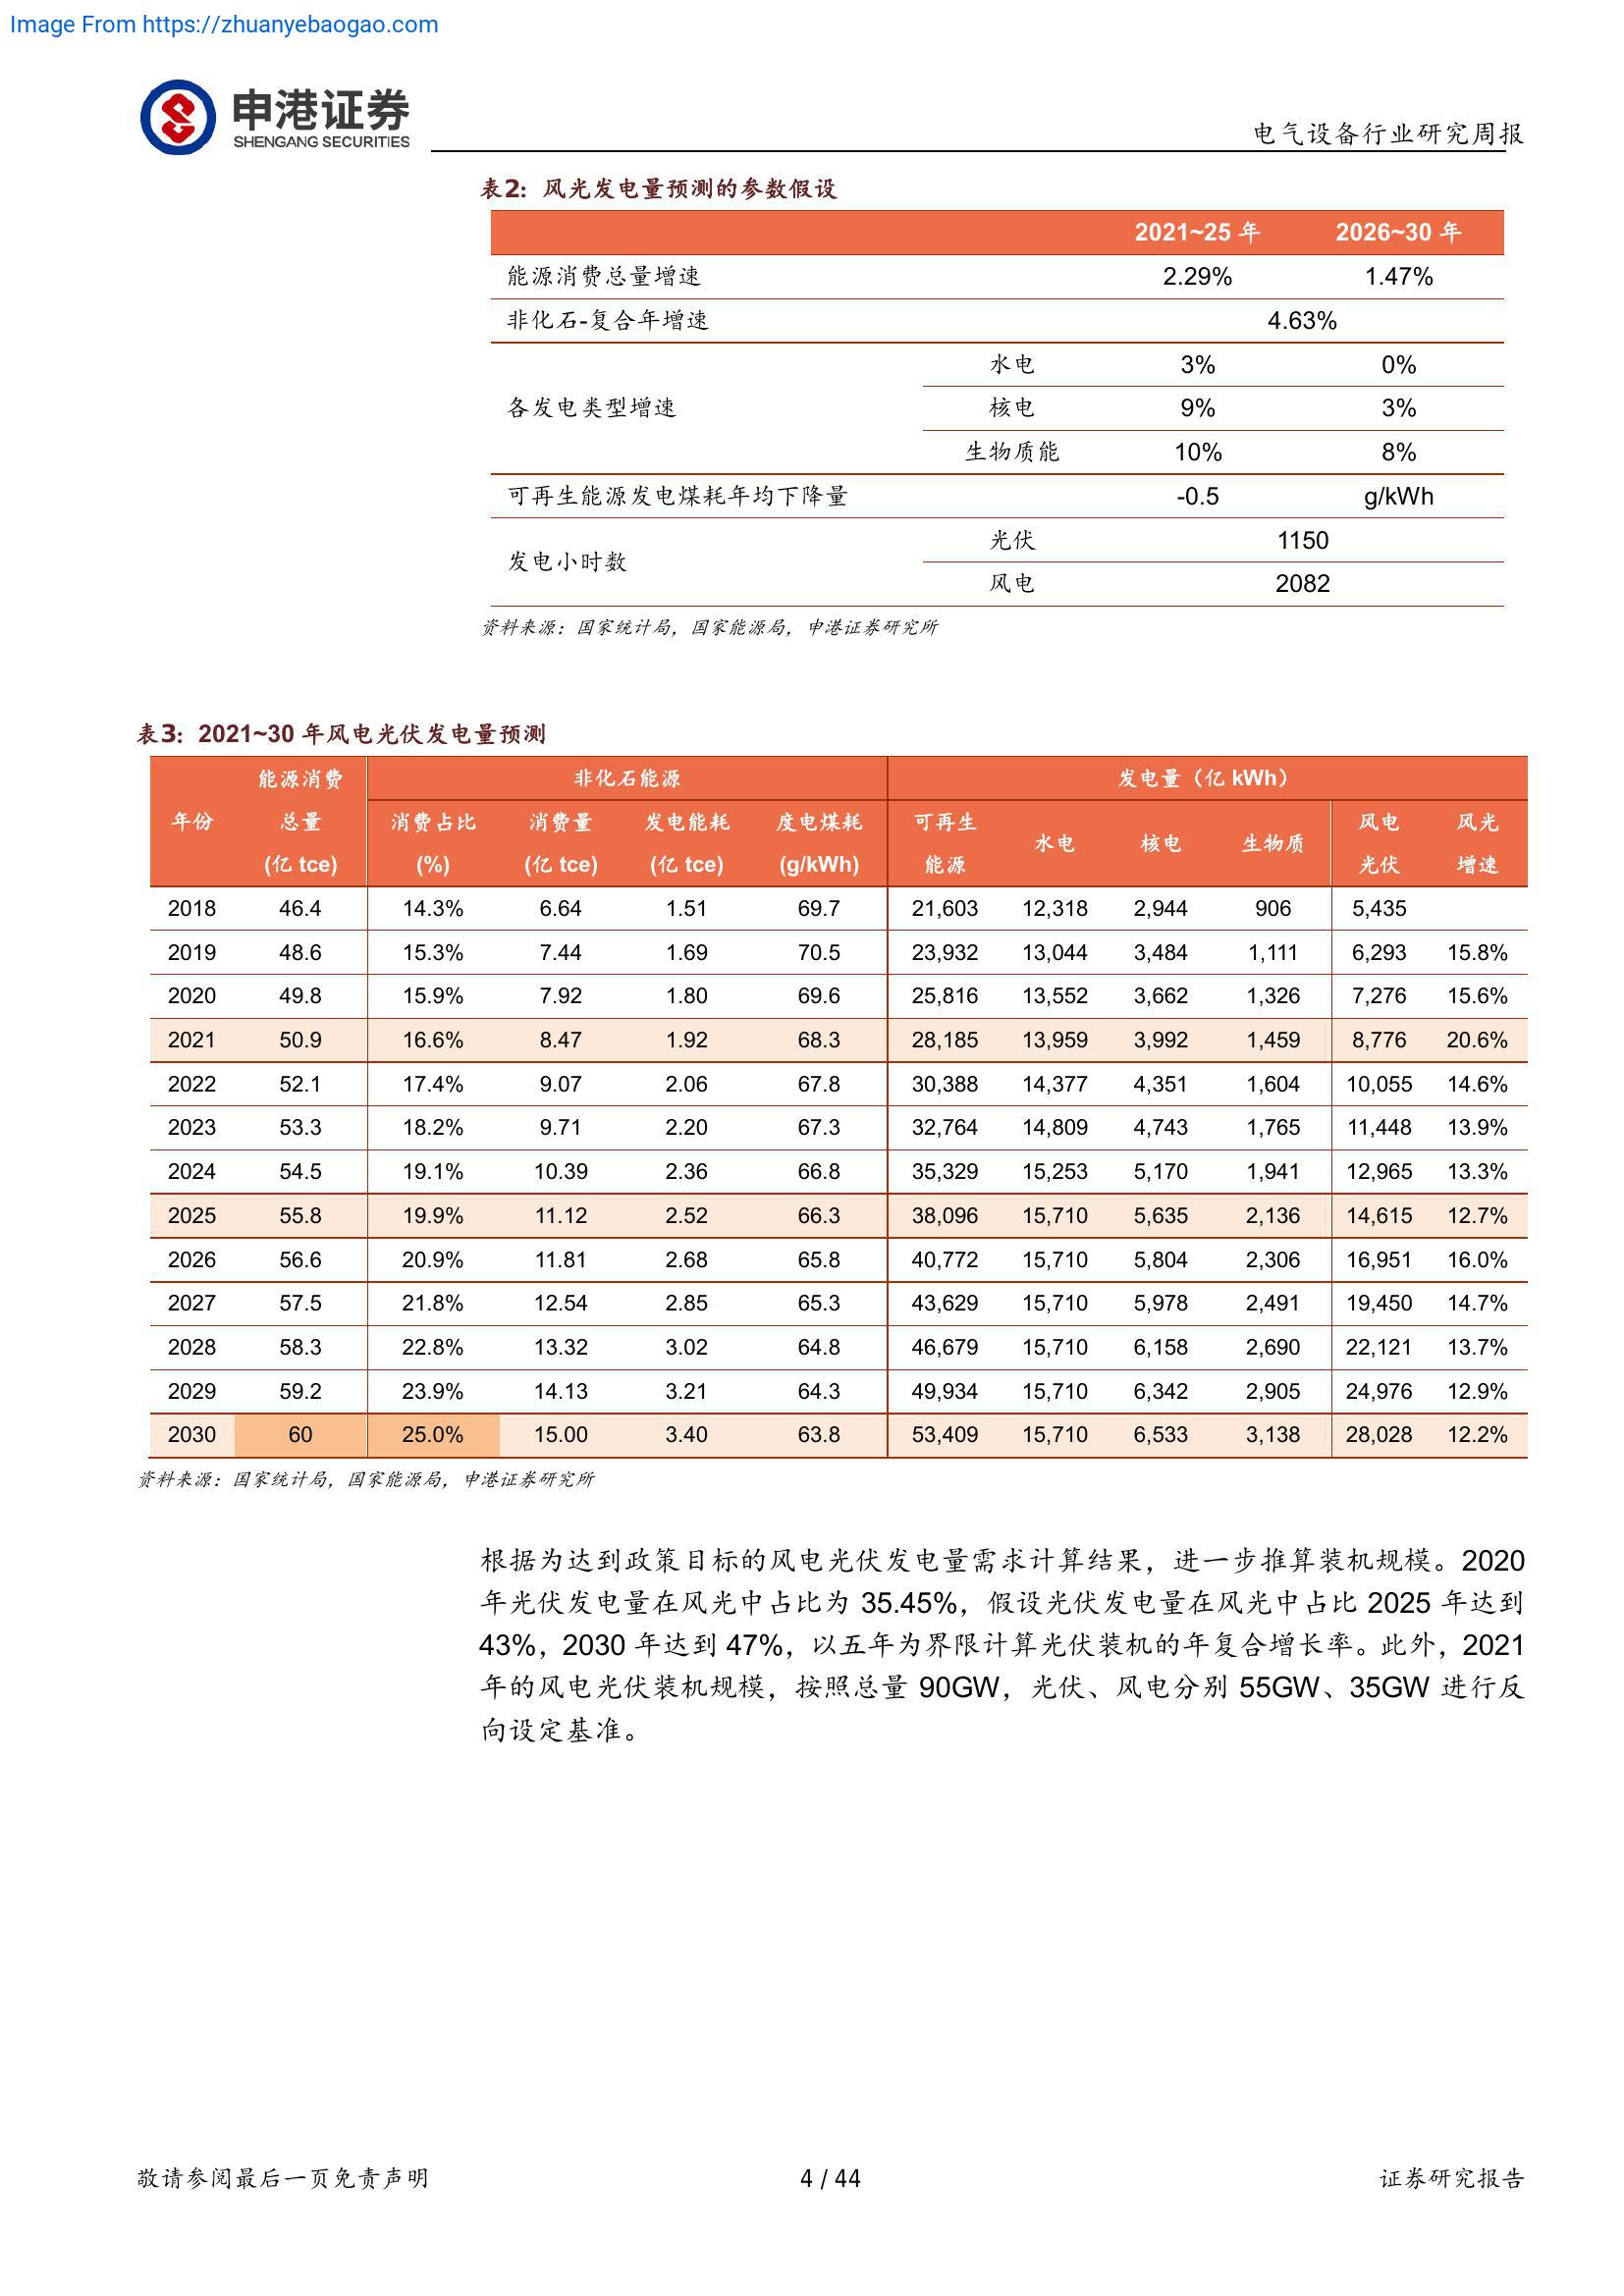 Image From https://zhuanyebaogao.com
申港证券
SHENGANG SECURITIES
电气设备行业研究周报
表2: 风光发电量预测的参数假设
2021~25 年 2026~30 年
能源消费总量增速 2.29% 1.47%
非化石-复合年增速 4.63%
各发电类型增速 水电 3% 0%
核电 9% 3%
生物质能 10% 8%
可再生能源发电煤耗年均下降量 -0.5 g/kWh
发电小时数 光伏 1150
风电 2082
资料来源：国家统计局，国家能源局，申港证券研究所
表3: 2021~30 年风电光伏发电量预测
年份 能源消费总量(亿 tce) 非化石能源 发电量（亿 kWh）
消费占比(%) 消费量(亿 tce) 发电能耗(亿 tce) 度电煤耗(g/kWh) 可再生能源 水电 核电 生物质 风电光伏 风光增速
2018 46.4 14.3% 6.64 1.51 69.7 21,603 12,318 2,944 906 5,435
2019 48.6 15.3% 7.44 1.69 70.5 23,932 13,044 3,484 1,111 6,293 15.8%
2020 49.8 15.9% 7.92 1.80 69.6 25,816 13,552 3,662 1,326 7,276 15.6%
2021 50.9 16.6% 8.47 1.92 68.3 28,185 13,959 3,992 1,459 8,776 20.6%
2022 52.1 17.4% 9.07 2.06 67.8 30,388 14,377 4,351 1,604 10,055 14.6%
2023 53.3 18.2% 9.71 2.20 67.3 32,764 14,809 4,743 1,765 11,448 13.9%
2024 54.5 19.1% 10.39 2.36 66.8 35,329 15,253 5,170 1,941 12,965 13.3%
2025 55.8 19.9% 11.12 2.52 66.3 38,096 15,710 5,635 2,136 14,615 12.7%
2026 56.6 20.9% 11.81 2.68 65.8 40,772 15,710 5,804 2,306 16,951 16.0%
2027 57.5 21.8% 12.54 2.85 65.3 43,629 15,710 5,978 2,491 19,450 14.7%
2028 58.3 22.8% 13.32 3.02 64.8 46,679 15,710 6,158 2,690 22,121 13.7%
2029 59.2 23.9% 14.13 3.21 64.3 49,934 15,710 6,342 2,905 24,976 12.9%
2030 60 25.0% 15.00 3.40 63.8 53,409 15,710 6,533 3,138 28,028 12.2%
资料来源：国家统计局，国家能源局，申港证券研究所
根据为达到政策目标的风电光伏发电量需求计算结果，进一步推算装机规模。2020
年光伏发电量在风光中占比为 35.45%，假设光伏发电量在风光中占比 2025 年达到
43%，2030 年达到 47%，以五年为界限计算光伏装机的年复合增长率。此外，2021
年的风电光伏装机规模，按照总量 90GW，光伏、风电分别 55GW、35GW 进行反
向设定基准。
敬请参阅最后一页免责声明 4 / 44 证券研究报告